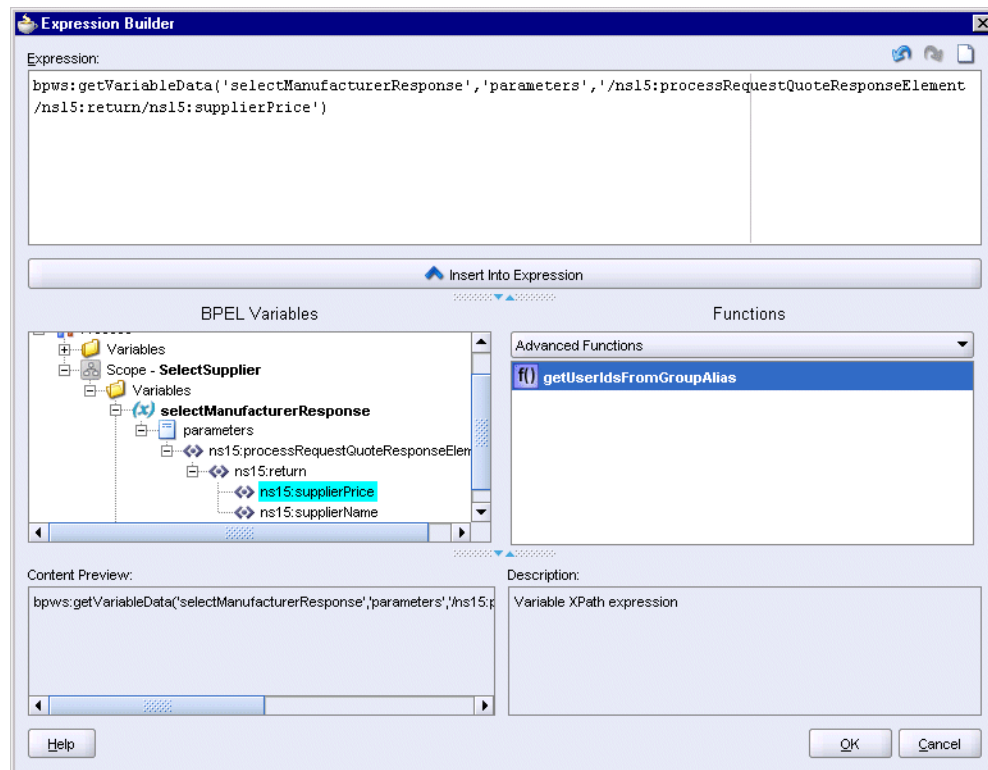 Expression Builder
Expression:
bpws:getVariableData('selectManufacturerResponse','parameters','/ns15:processRequestQuoteResponseElement
/ns15:return/ns15:supplierPrice')
Insert Into Expression
BPEL Variables
Functions
Variables
Scope - SelectSupplier
Variables
selectManufacturerResponse
parameters
ns15:processRequestQuoteResponseElem
ns15:return
ns15:supplierPrice
ns15:supplierName
Advanced Functions
f() getUserIdsFromGroupAlias
Content Preview:
bpws:getVariableData('selectManufacturerResponse','parameters','/ns15:p
Description:
Variable XPath expression
Help
OK
Cancel